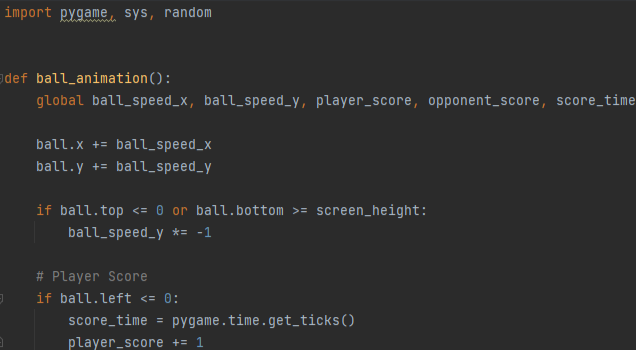 import pygame, sys, random
def ball_animation():
global ball_speed_x, ball_speed_y, player_score, opponent_score, score_time
ball.x += ball_speed_x
ball.y += ball_speed_y
if ball.top <= 0 or ball.bottom >= screen_height:
ball_speed_y *= -1
# Player Score
if ball.left <= 0:
score_time = pygame.time.get_ticks()
player_score += 1